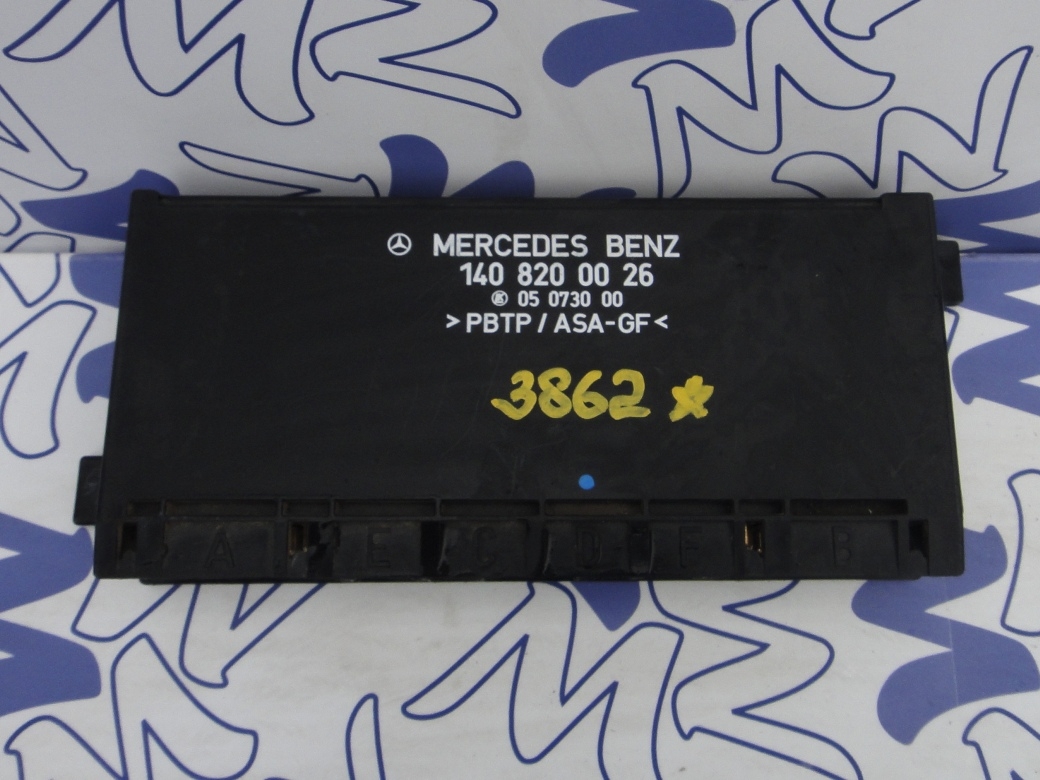 MERCEDES BENZ
140 820 00 26
05 0730 00
>PBTP / ASA-GF<
3862 *
A E C D F B